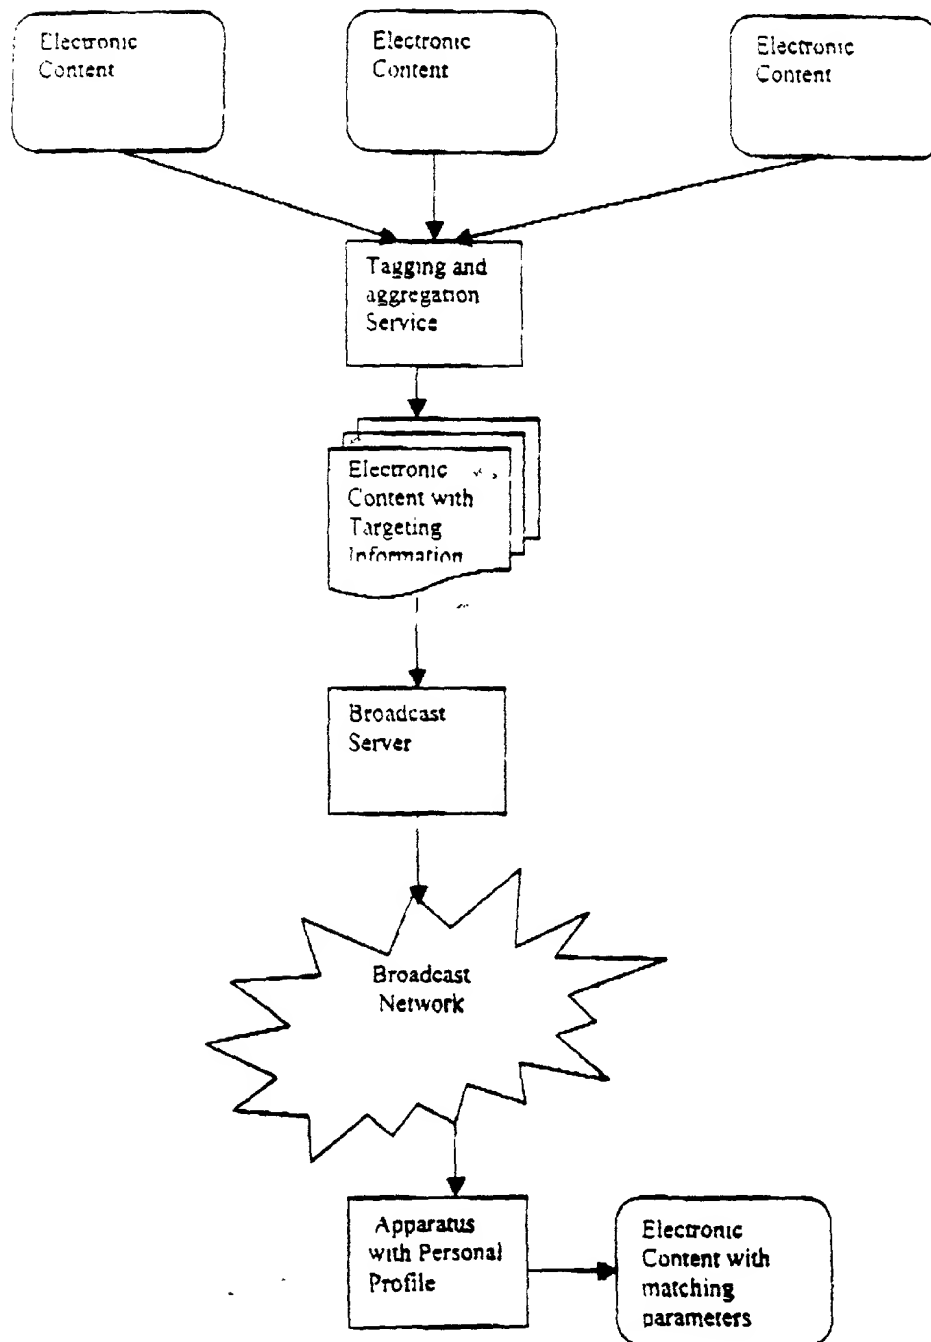 Electronic
Content
Electronic
Content
Electronic
Content
Tagging and
aggregation
Service
Electronic
Content with
Targeting
Information
Broadcast
Server
Broadcast
Network
Apparatus
with Personal
Profile
Electronic
Content with
matching
parameters